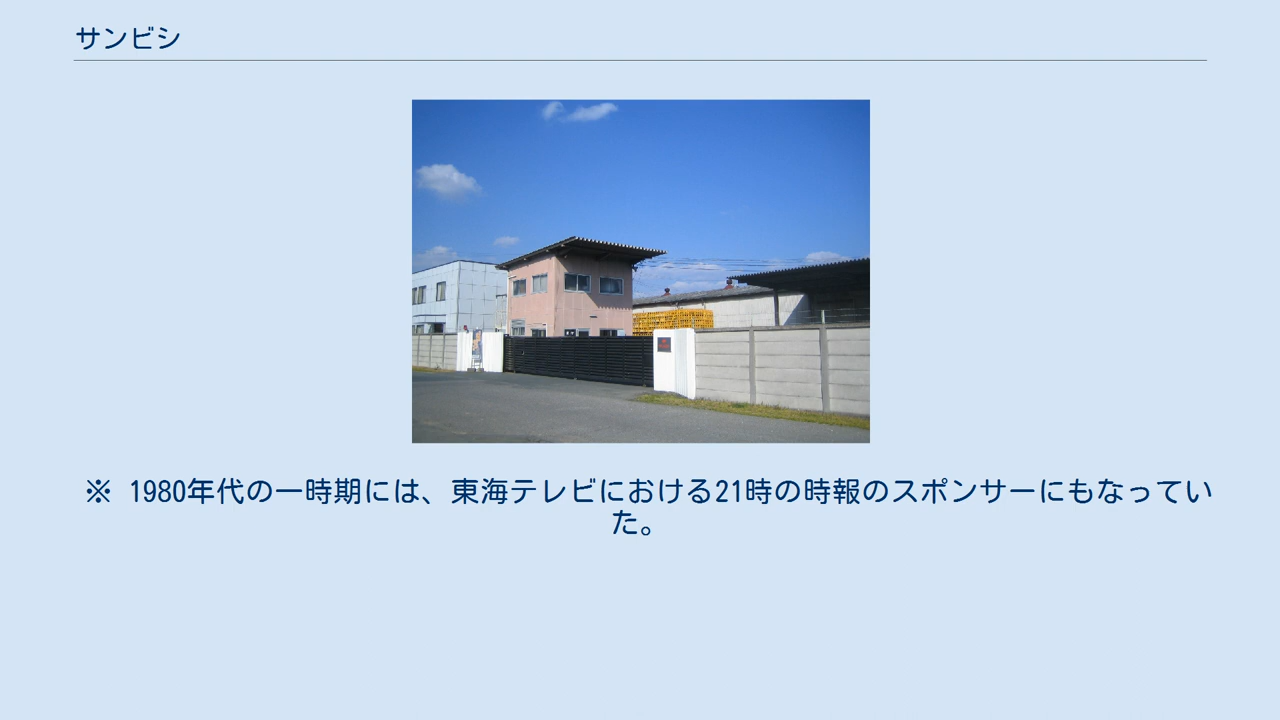 サンビシ
※ 1980年代の一時期には、東海テレビにおける21時の時報のスポンサーにもなってい
た。